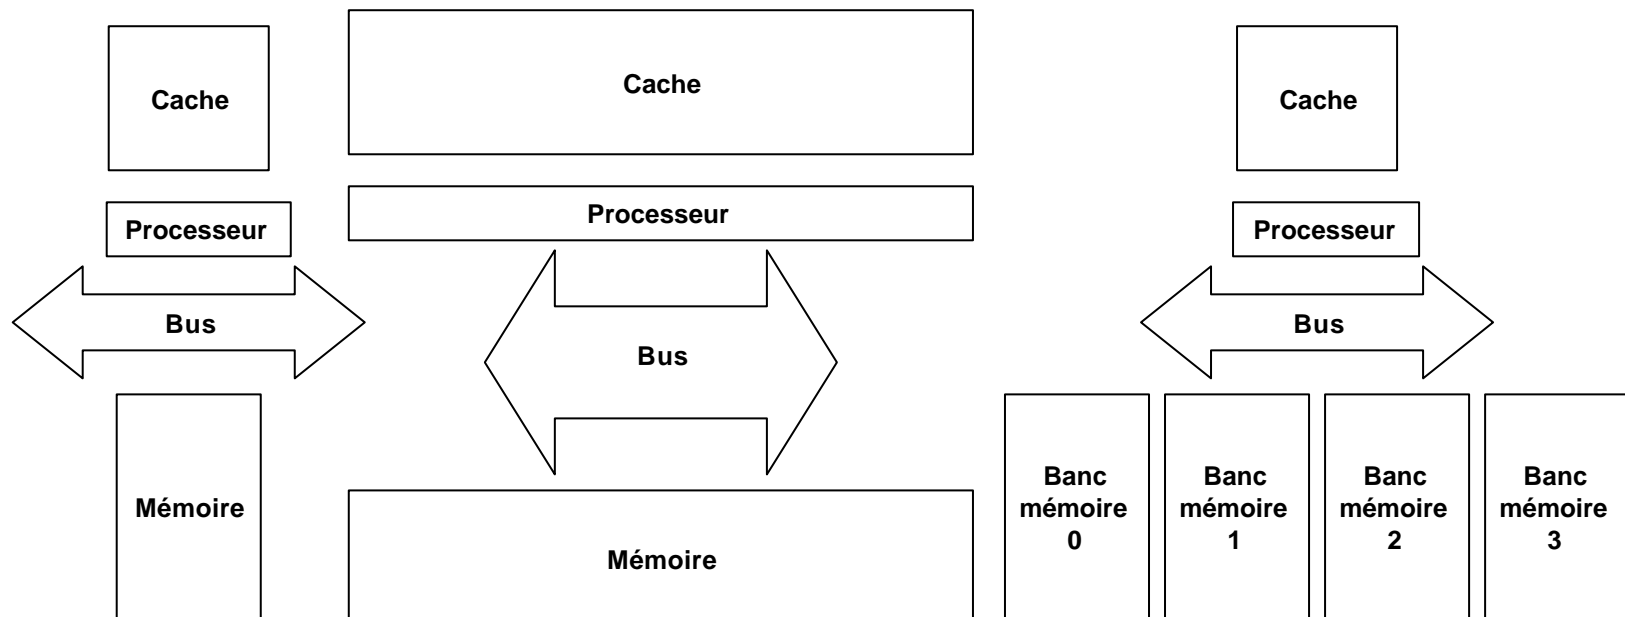 Cache
Processeur
Bus
Mémoire
Cache
Processeur
Bus
Mémoire
Cache
Processeur
Bus
Banc
mémoire
0
Banc
mémoire
1
Banc
mémoire
2
Banc
mémoire
3